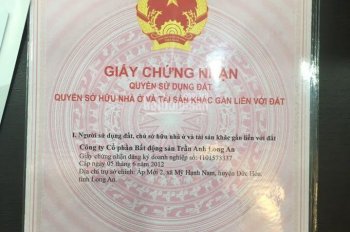 GIẤY CHỨNG NHẬN
QUYỀN SỬ DỤNG ĐẤT
QUYỀN SỞ HỮU NHÀ Ở VÀ TÀI SẢN KHÁC GẮN LIỀN VỚI ĐẤT
I. Người sử dụng đất, chủ sở hữu nhà ở và tài sản khác gắn liền với đất
Công ty Cổ phần Bất động sản Trần Anh Long An
Giấy chứng nhận đăng ký doanh nghiệp số: 1101573337
Cấp ngày 05 tháng 6 năm 2012
Địa chỉ trụ sở chính: Ấp Mới 2, xã Mỹ Hạnh Nam, huyện Đức Hòa,
tỉnh Long An.